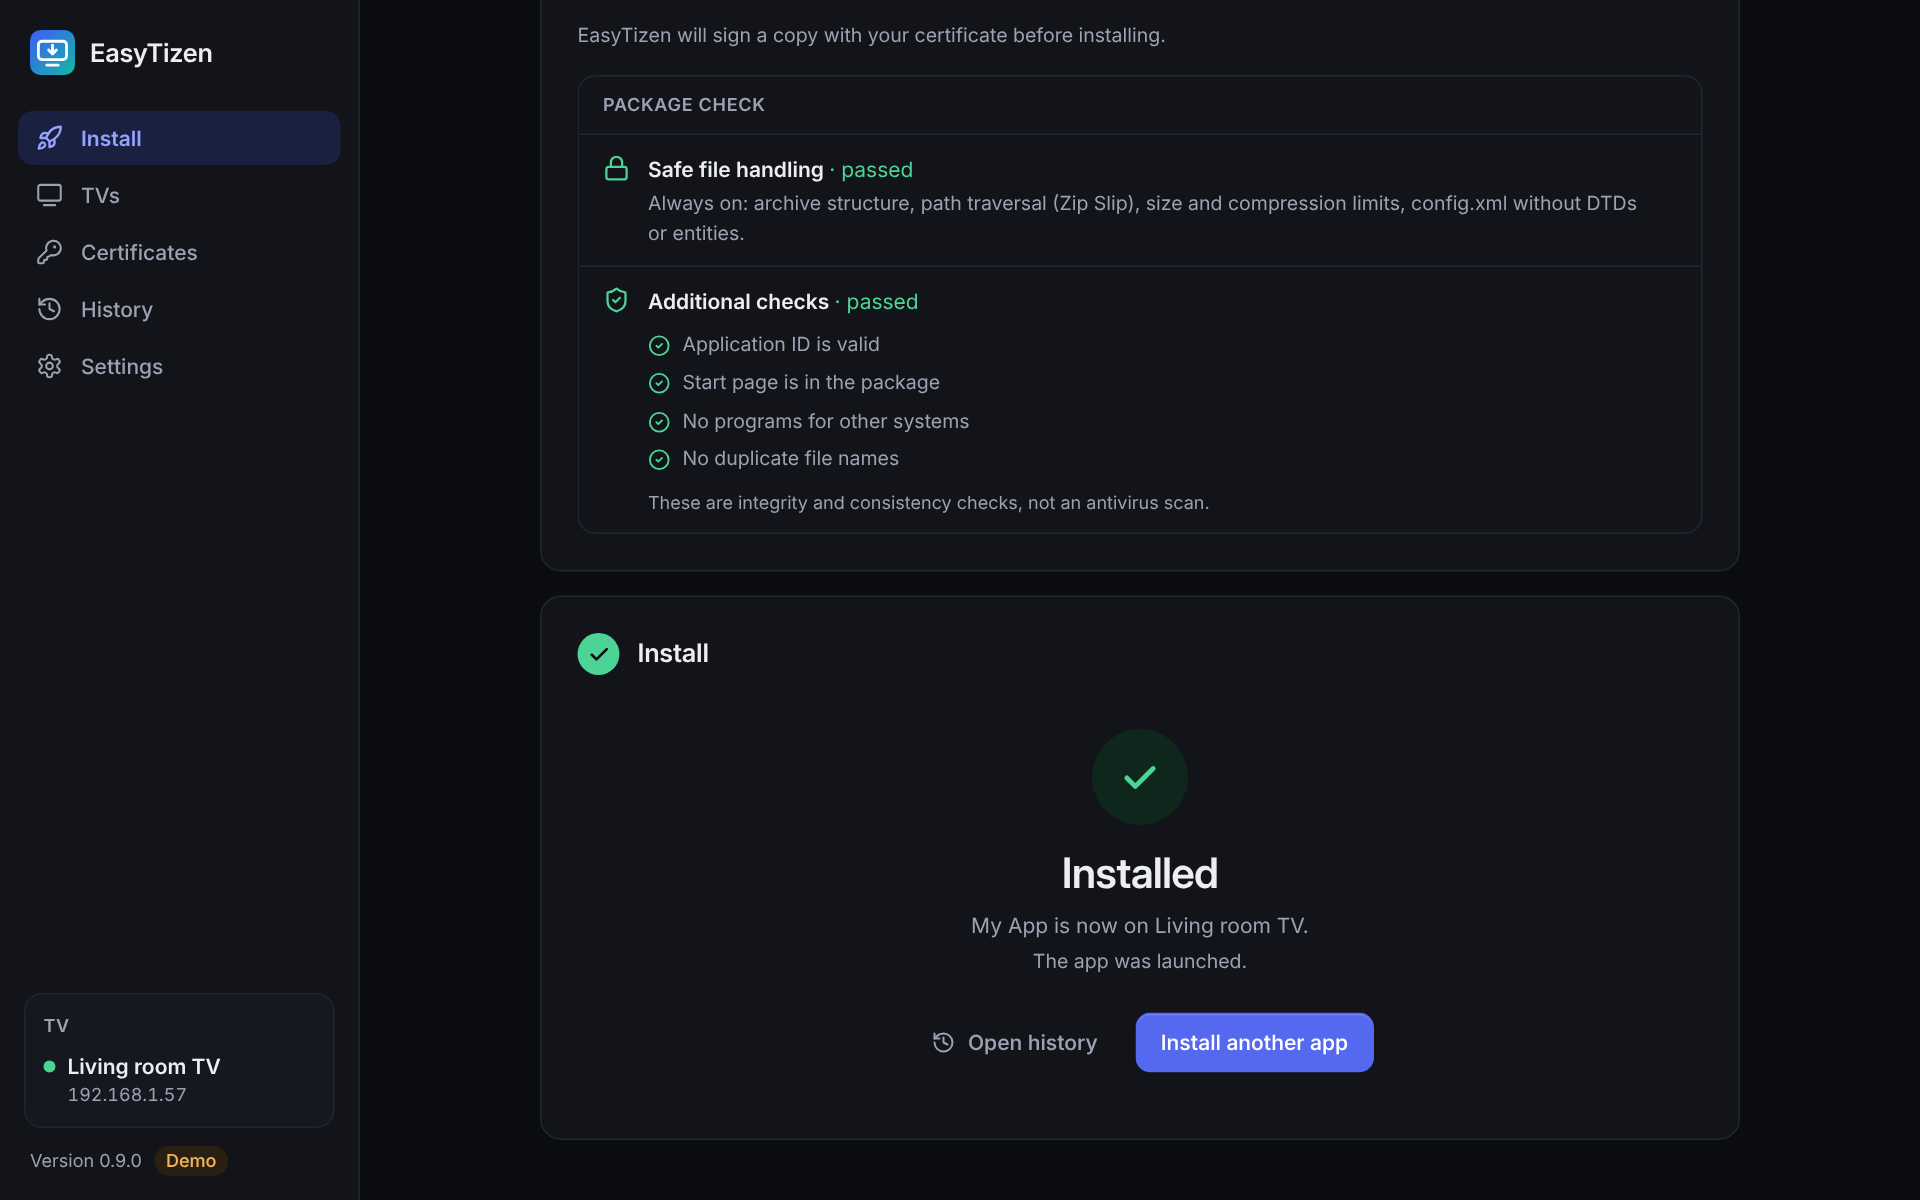 EasyTizen
Install
TVs
Certificates
History
Settings
TV
Living room TV
192.168.1.57
Version 0.9.0 Demo
EasyTizen will sign a copy with your certificate before installing.
PACKAGE CHECK
Safe file handling · passed
Always on: archive structure, path traversal (Zip Slip), size and compression limits, config.xml without DTDs
or entities.
Additional checks · passed
Application ID is valid
Start page is in the package
No programs for other systems
No duplicate file names
These are integrity and consistency checks, not an antivirus scan.
Install
Installed
My App is now on Living room TV.
The app was launched.
Open history
Install another app